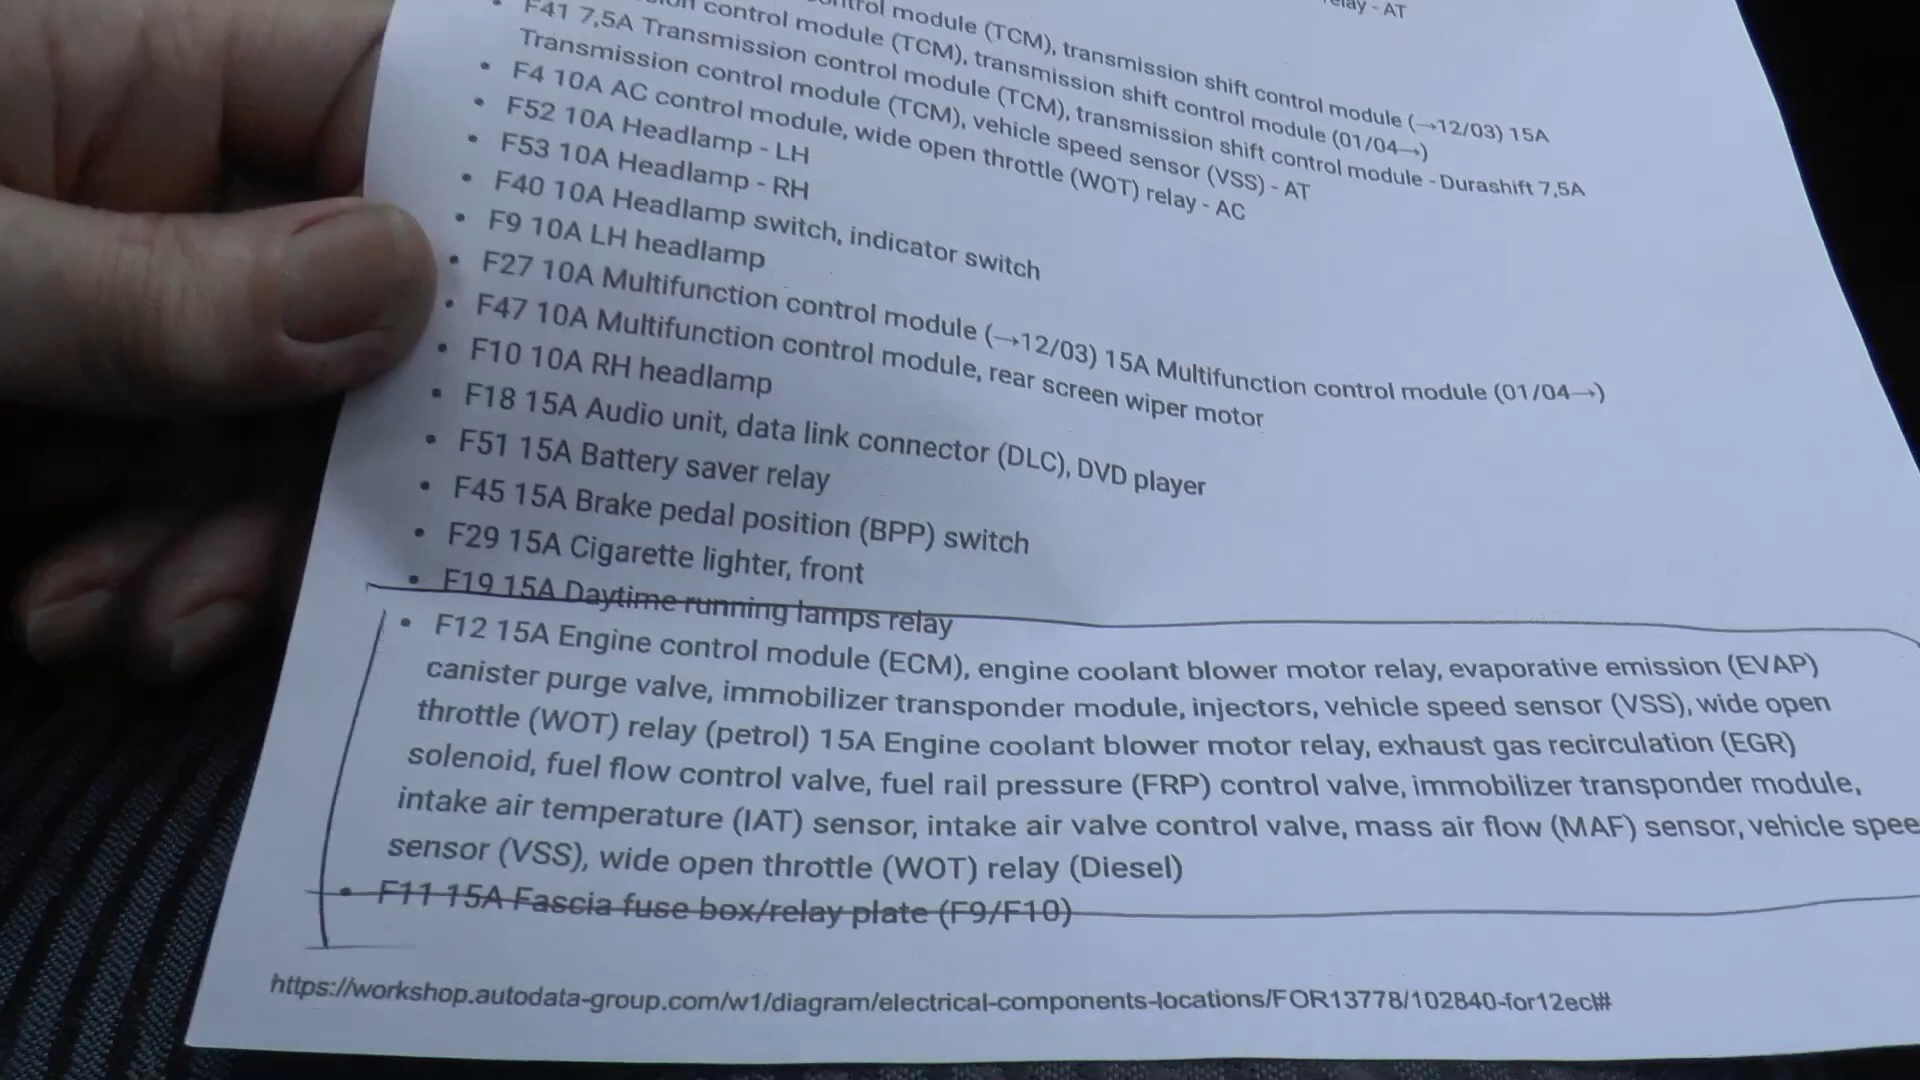 elay - AT
control module (TCM), transmission shift control module (→12/03) 15A
control module (TCM), transmission shift control module (01/04→)
• F41 7,5A Transmission control module (TCM), transmission shift control module - Durashift 7,5A
Transmission control module (TCM), vehicle speed sensor (VSS) - AT
• F4 10A AC control module, wide open throttle (WOT) relay - AC
• F52 10A Headlamp - LH
• F53 10A Headlamp - RH
• F40 10A Headlamp switch, indicator switch
• F9 10A LH headlamp
• F27 10A Multifunction control module (→12/03) 15A Multifunction control module (01/04→)
• F47 10A Multifunction control module, rear screen wiper motor
• F10 10A RH headlamp
• F18 15A Audio unit, data link connector (DLC), DVD player
• F51 15A Battery saver relay
• F45 15A Brake pedal position (BPP) switch
• F29 15A Cigarette lighter, front
• F19 15A Daytime running lamps relay
• F12 15A Engine control module (ECM), engine coolant blower motor relay, evaporative emission (EVAP)
canister purge valve, immobilizer transponder module, injectors, vehicle speed sensor (VSS), wide open
throttle (WOT) relay (petrol) 15A Engine coolant blower motor relay, exhaust gas recirculation (EGR)
solenoid, fuel flow control valve, fuel rail pressure (FRP) control valve, immobilizer transponder module,
intake air temperature (IAT) sensor, intake air valve control valve, mass air flow (MAF) sensor, vehicle spee
sensor (VSS), wide open throttle (WOT) relay (Diesel)
• F11 15A Fascia fuse box/relay plate (F9/F10)
https://workshop.autodata-group.com/w1/diagram/electrical-components-locations/FOR13778/102840-for12ecl#